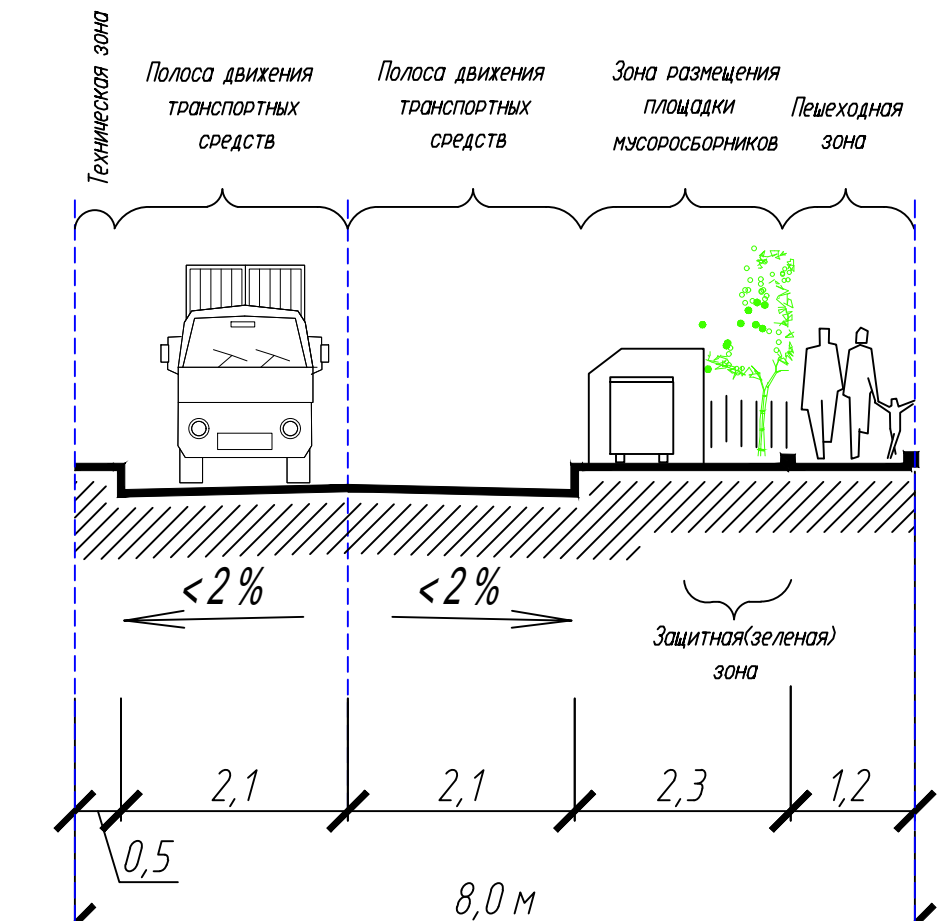 Техническая зона
Полоса движения
транспортных
средств
Полоса движения
транспортных
средств
Зона размещения
площадки
мусоросборников
Пешеходная
зона
<2%
<2%
Защитная(зеленая)
зона
2,1
2,1
2,3
1,2
0,5
8,0 м